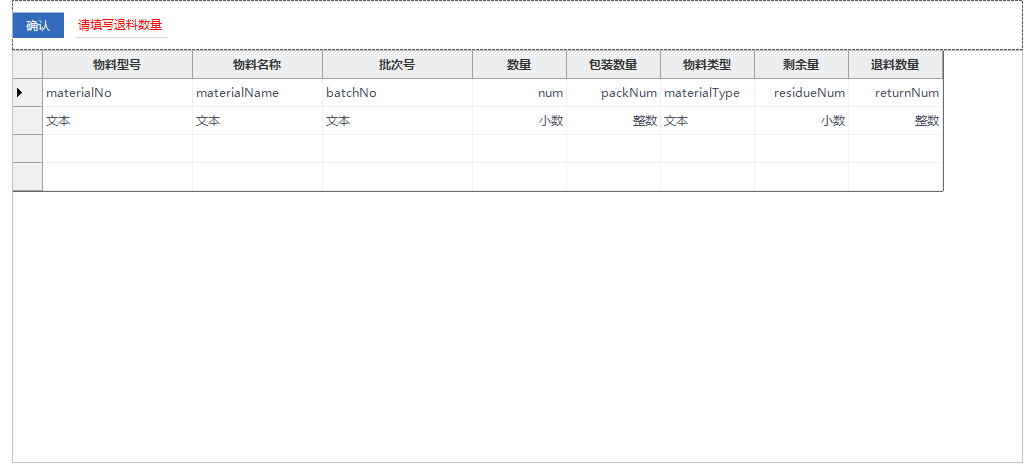 确认 请填写退料数量
物料型号 物料名称 批次号 数量 包装数量 物料类型 剩余量 退料数量
materialNo materialName batchNo num packNum materialType residueNum returnNum
文本 文本 文本 小数 整数 文本 小数 整数